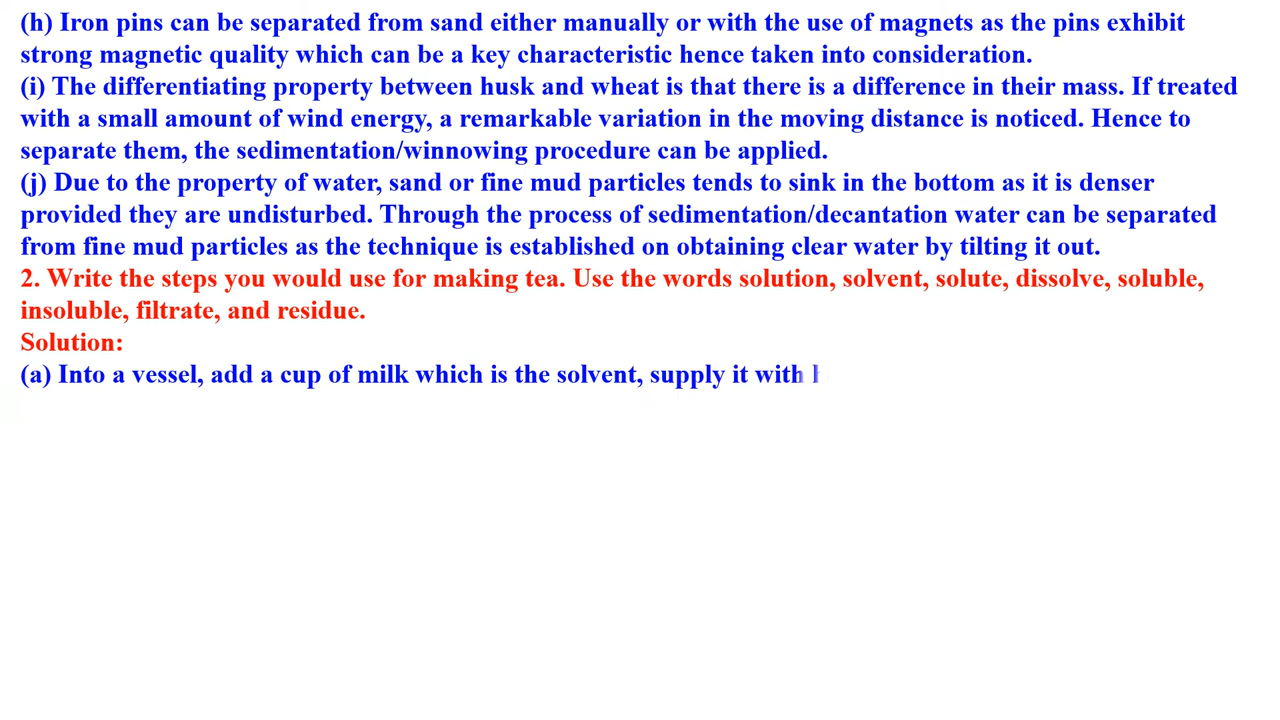 (h) Iron pins can be separated from sand either manually or with the use of magnets as the pins exhibit
strong magnetic quality which can be a key characteristic hence taken into consideration.
(i) The differentiating property between husk and wheat is that there is a difference in their mass. If treated
with a small amount of wind energy, a remarkable variation in the moving distance is noticed. Hence to
separate them, the sedimentation/winnowing procedure can be applied.
(j) Due to the property of water, sand or fine mud particles tends to sink in the bottom as it is denser
provided they are undisturbed. Through the process of sedimentation/decantation water can be separated
from fine mud particles as the technique is established on obtaining clear water by tilting it out.
2. Write the steps you would use for making tea. Use the words solution, solvent, solute, dissolve, soluble,
insoluble, filtrate, and residue.
Solution:
(a) Into a vessel, add a cup of milk which is the solvent, supply it with